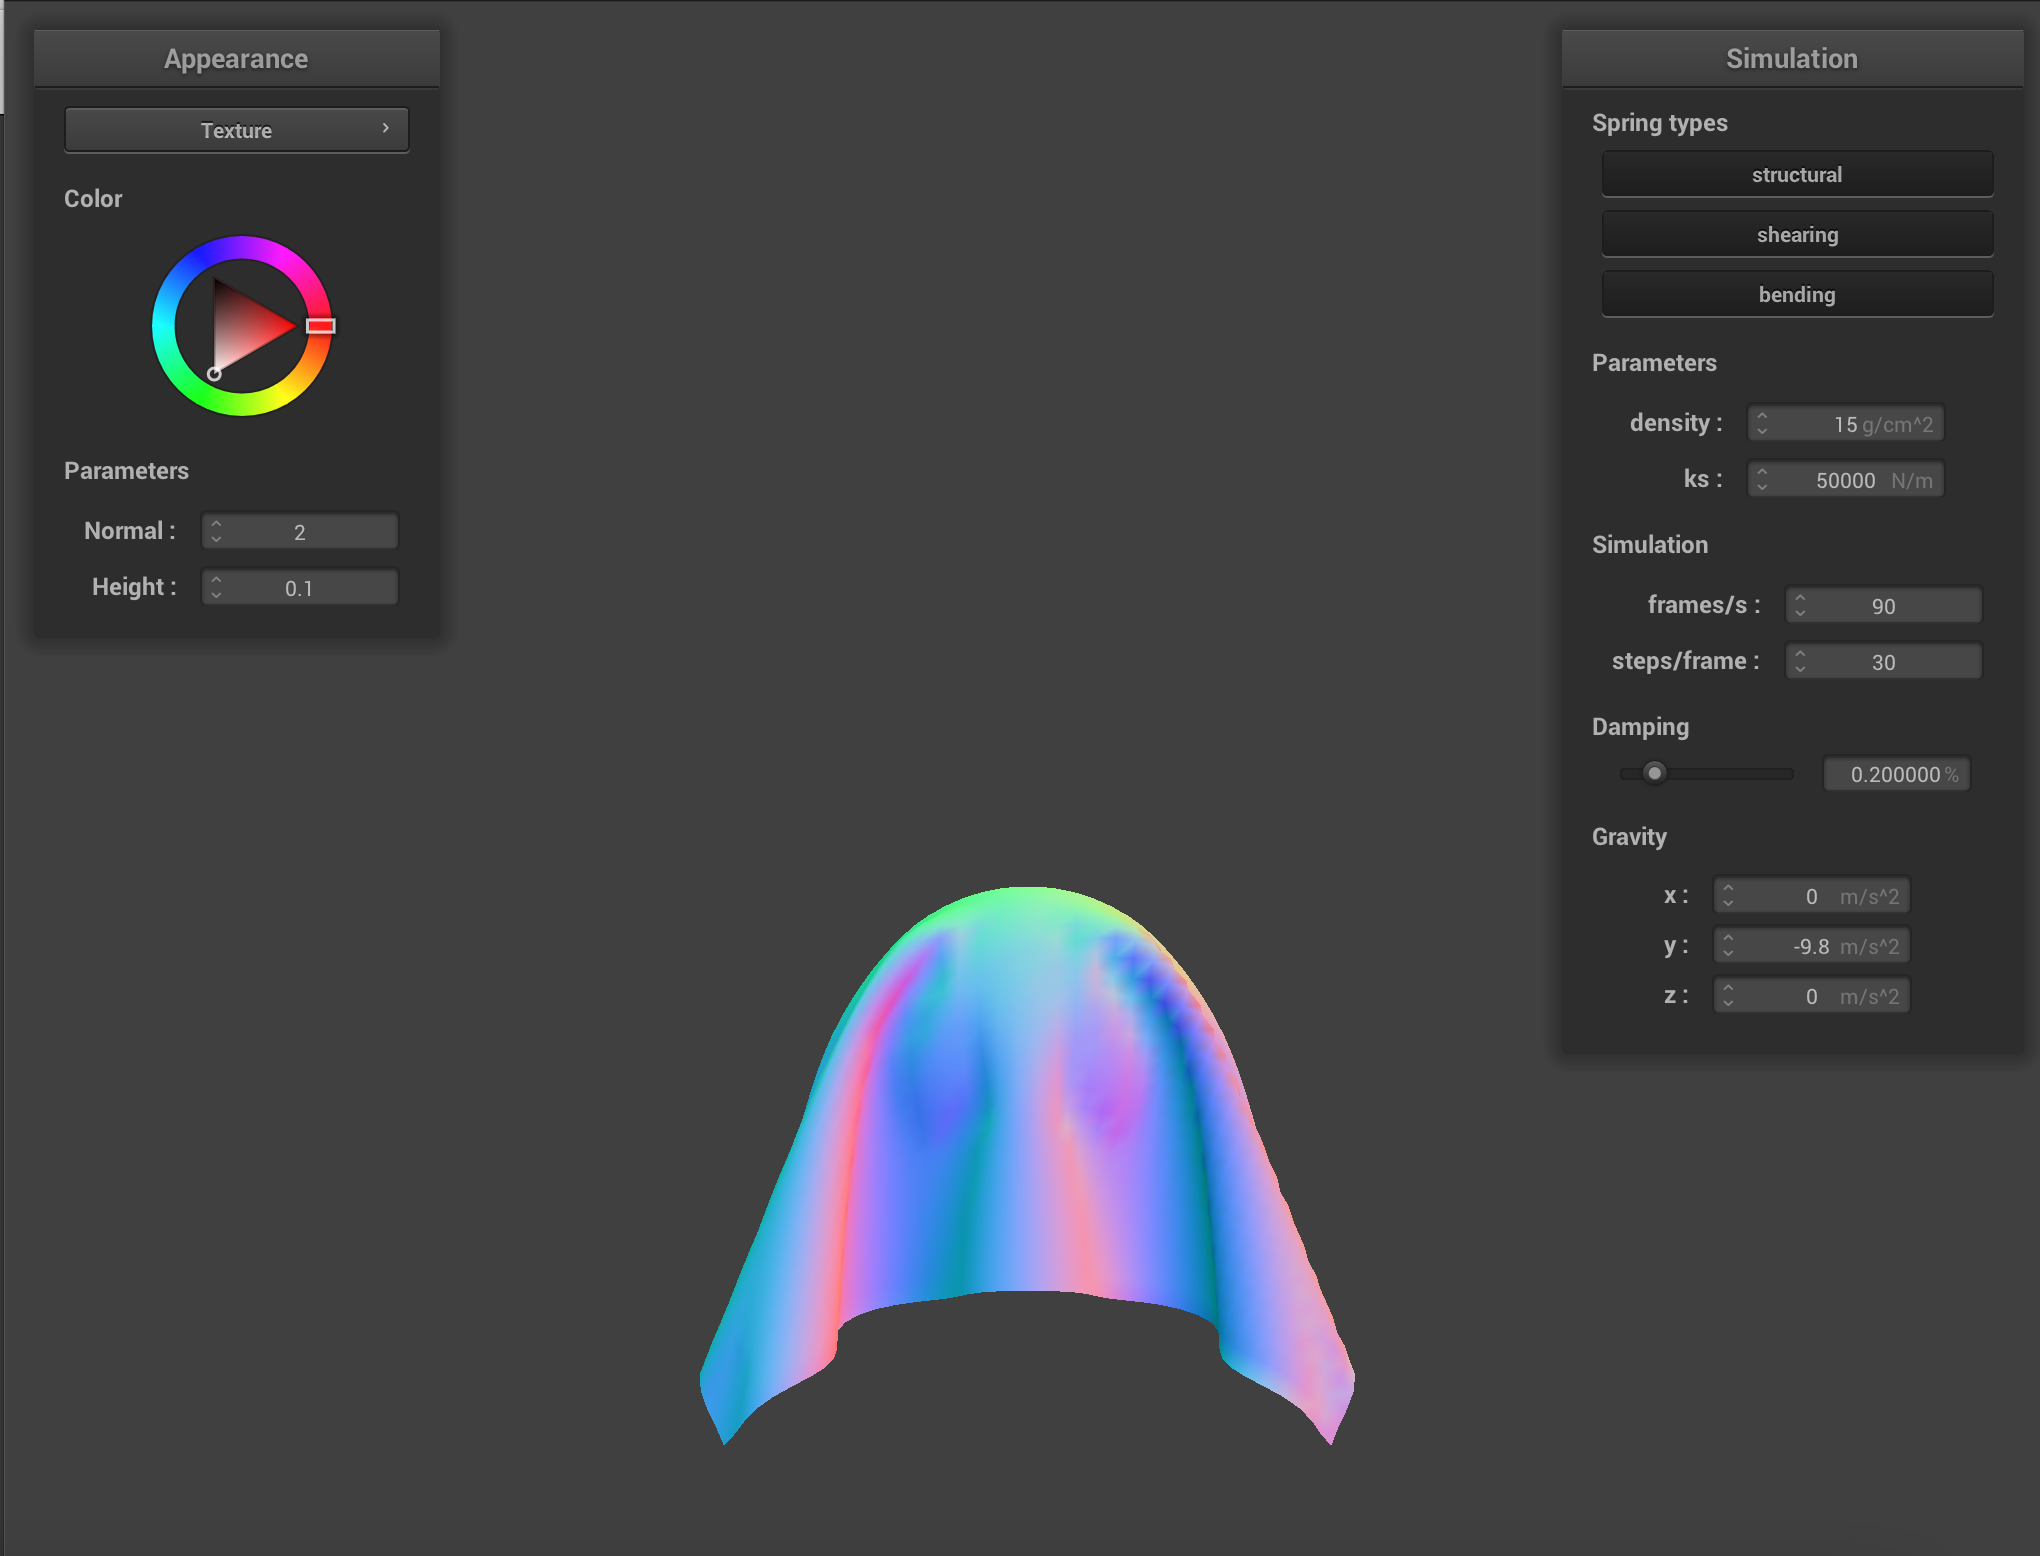 Appearance
Texture
Color
Parameters
Normal : 2
Height : 0.1
Simulation
Spring types
structural
shearing
bending
Parameters
density : 15 g/cm^2
ks : 50000 N/m
Simulation
frames/s : 90
steps/frame : 30
Damping
0.200000 %
Gravity
x : 0 m/s^2
y : -9.8 m/s^2
z : 0 m/s^2